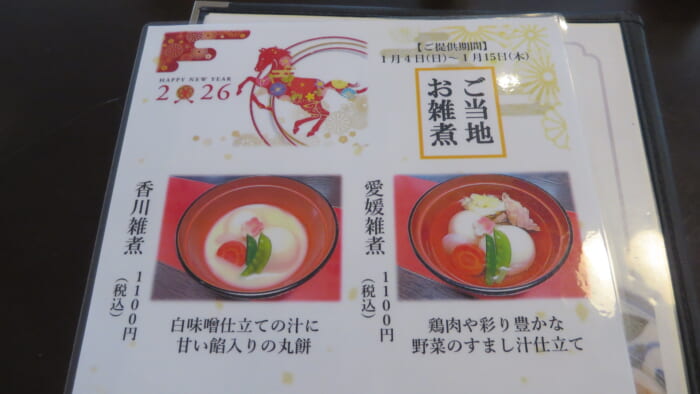 HAPPY NEW YEAR
2026
【ご提供期間】
1月4日(日)～1月15日(木)
ご当地
お雑煮
香川雑煮
1100円
(税込)
白味噌仕立ての汁に
甘い餡入りの丸餅
愛媛雑煮
1100円
(税込)
鶏肉や彩り豊かな
野菜のすまし汁仕立て